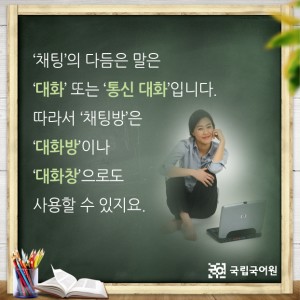 ‘채팅’의 다듬은 말은
‘대화’ 또는 ‘통신 대화’입니다.
따라서 ‘채팅방’은
‘대화방’이나
‘대화창’으로도
사용할 수 있지요.
국립국어원